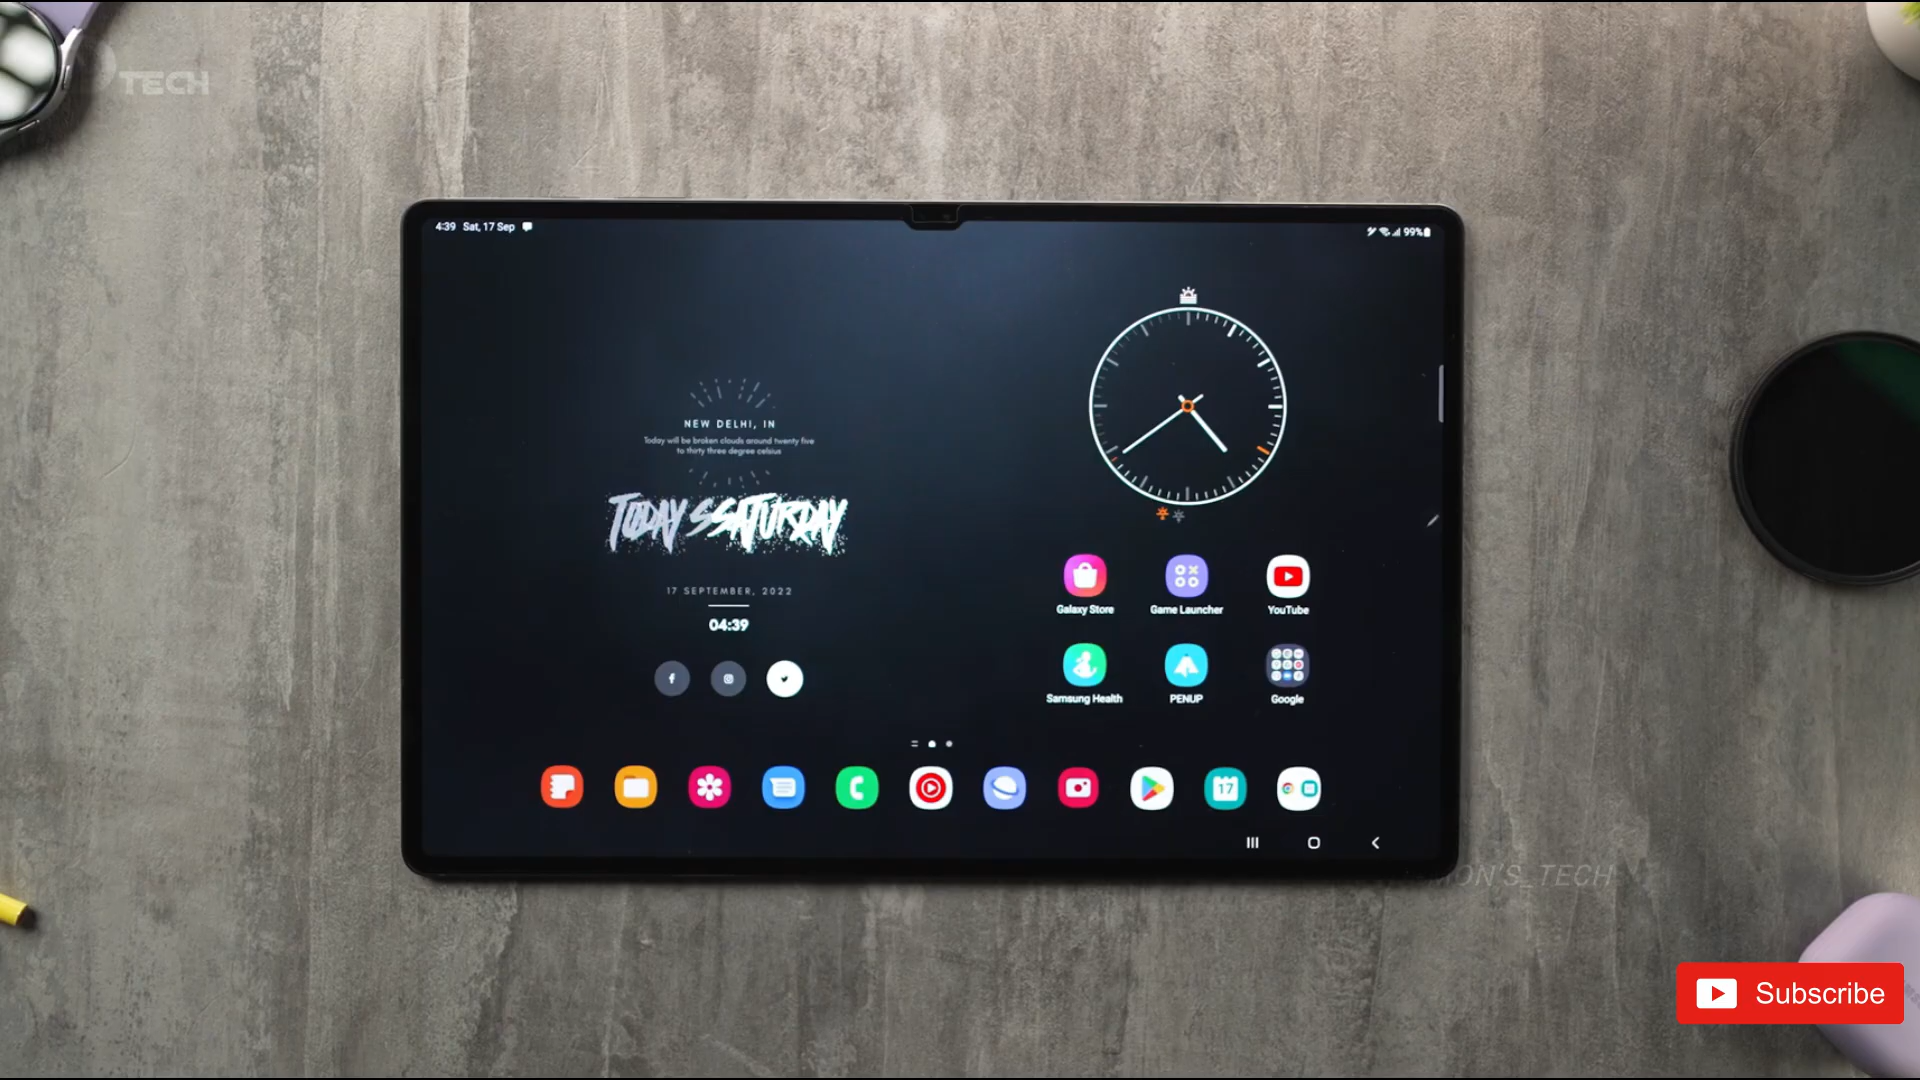 TECH
4:39 Sat, 17 Sep
99%
NEW DELHI, IN
Today will be broken clouds around twenty five
to thirty three degree celsius
TODAY'S SATURDAY
17 SEPTEMBER, 2022
04:39
Galaxy Store
Game Launcher
YouTube
Samsung Health
PENUP
Google
17
MON'S_TECH
Subscribe